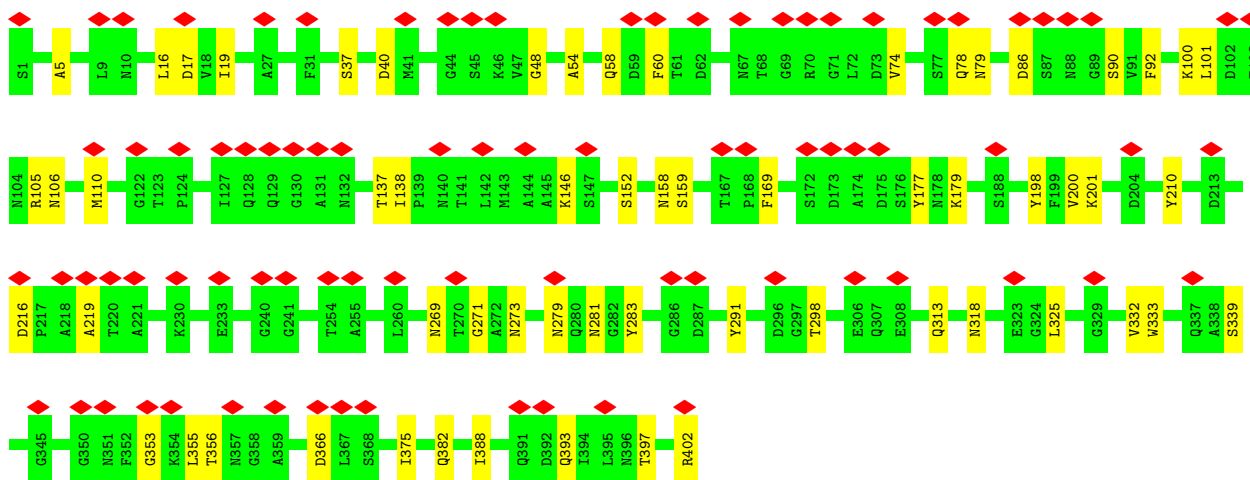 S1 A5 L9 N10 L16 D17 V18 I19 A27 F31 S37 D40 M41 G44 S45 K46 V47 G48 A54 Q58 D59 F60 T61 D62 N67 T68 G69 R70 G71 L72 D73 V74 S77 Q78 N79 D86 S87 N88 G89 S90 V91 F92 K100 L101 D102
N104 R105 N106 M110 G122 T123 P124 I127 Q128 Q129 G130 A131 N132 T137 I138 P139 N140 T141 L142 M143 A144 A145 K146 S147 S152 N158 S159 T167 P168 F169 S172 D173 A174 D175 S176 Y177 N178 K179 S188 Y198 F199 V200 K201 D204 Y210 D213
D216 P217 A218 A219 T220 A221 K230 E233 G240 G241 T254 A255 L260 N269 T270 G271 A272 N273 N279 Q280 N281 G282 Y283 G286 D287 Y291 D296 G297 T298 E306 Q307 E308 Q313 N318 E323 G324 L325 G329 V332 W333 Q337 A338 S339
G345 G350 N351 F352 G353 K354 L355 T356 N357 G358 A359 D366 L367 S368 I375 Q382 I388 Q391 D392 Q393 I394 L395 N396 T397 R402